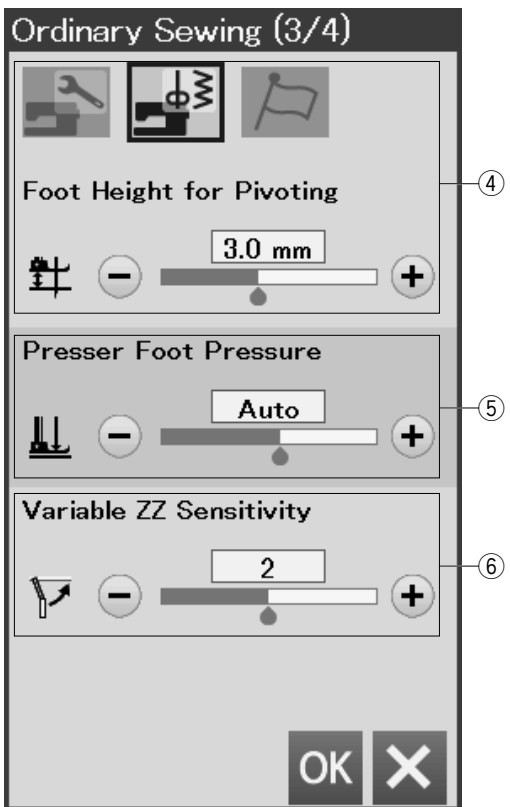 Ordinary Sewing (3/4)
Foot Height for Pivoting
3.0 mm
− +
④
Presser Foot Pressure
Auto
− +
⑤
Variable ZZ Sensitivity
2
− +
⑥
OK ×